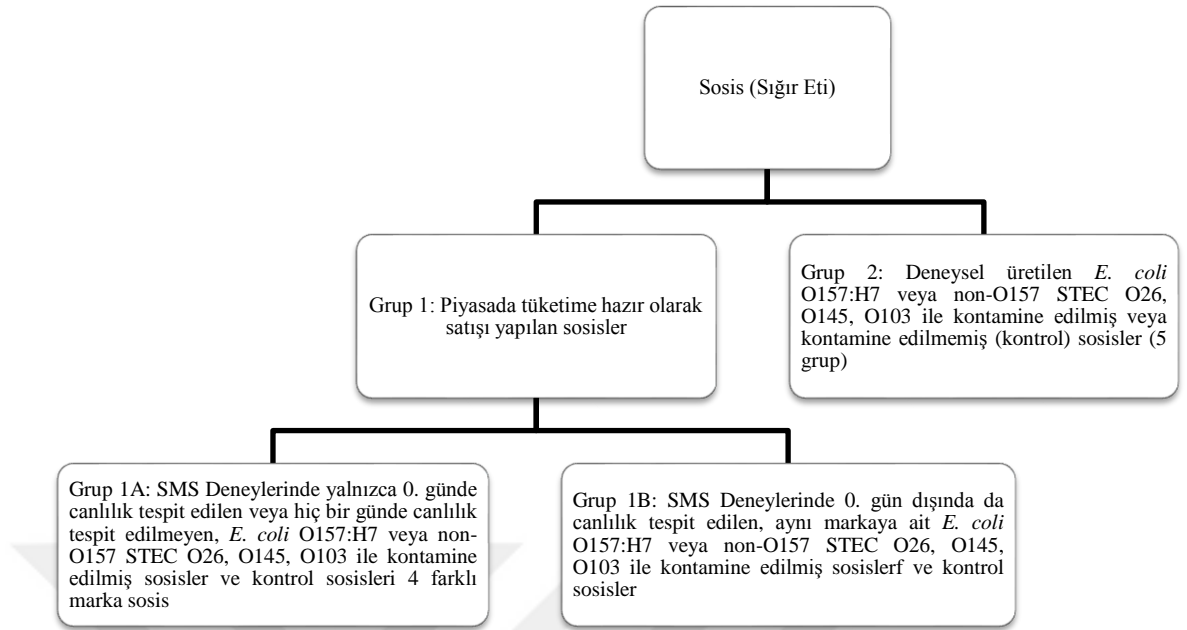 Sosis (Sığır Eti)
Grup 1: Piyasada tüketime hazır olarak
satışı yapılan sosisler
Grup 2: Deneysel üretilen E. coli
O157:H7 veya non-O157 STEC O26,
O145, O103 ile kontamine edilmiş veya
kontamine edilmemiş (kontrol) sosisler (5
grup)
Grup 1A: SMS Deneylerinde yalnızca 0. günde
canlılık tespit edilen veya hiç bir günde canlılık
tespit edilmeyen, E. coli O157:H7 veya non-
O157 STEC O26, O145, O103 ile kontamine
edilmiş sosisler ve kontrol sosisleri 4 farklı
marka sosis
Grup 1B: SMS Deneylerinde 0. gün dışında da
canlılık tespit edilen, aynı markaya ait E. coli
O157:H7 veya non-O157 STEC O26, O145,
O103 ile kontamine edilmiş sosislerf ve kontrol
sosisler